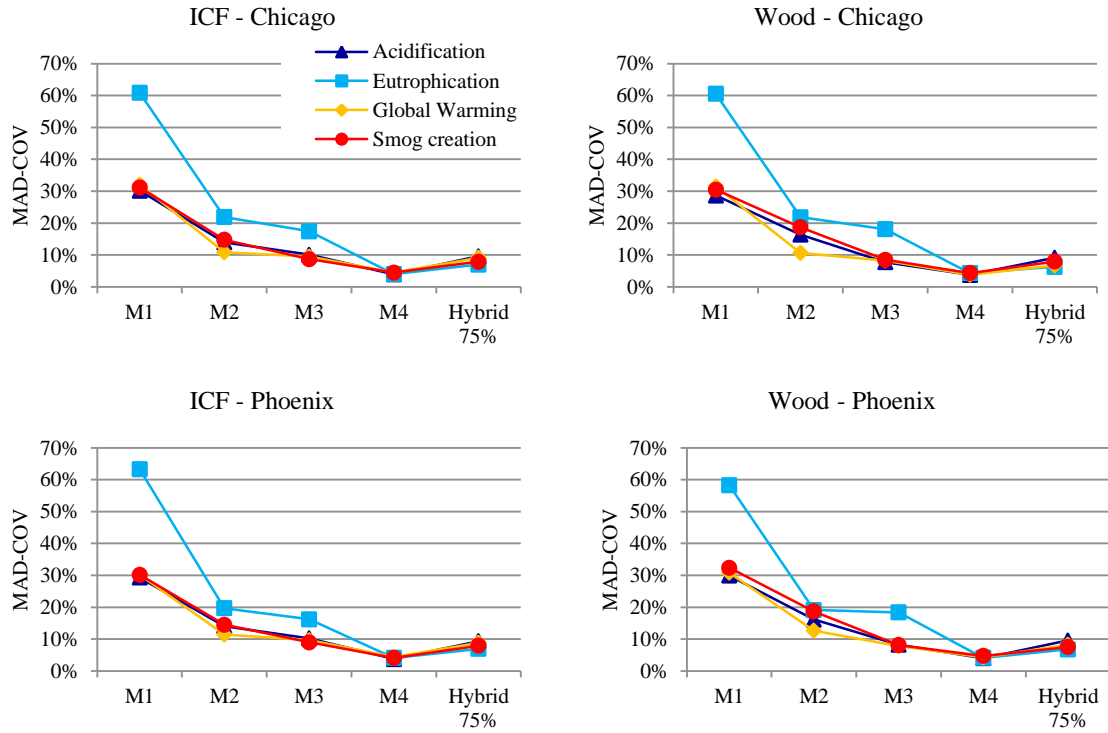 ICF - Chicago
Acidification
Eutrophication
Global Warming
Smog creation
MAD-COV
70%
60%
50%
40%
30%
20%
10%
0%
M1 M2 M3 M4 Hybrid
75%
Wood - Chicago
MAD-COV
70%
60%
50%
40%
30%
20%
10%
0%
M1 M2 M3 M4 Hybrid
75%
ICF - Phoenix
MAD-COV
70%
60%
50%
40%
30%
20%
10%
0%
M1 M2 M3 M4 Hybrid
75%
Wood - Phoenix
MAD-COV
70%
60%
50%
40%
30%
20%
10%
0%
M1 M2 M3 M4 Hybrid
75%